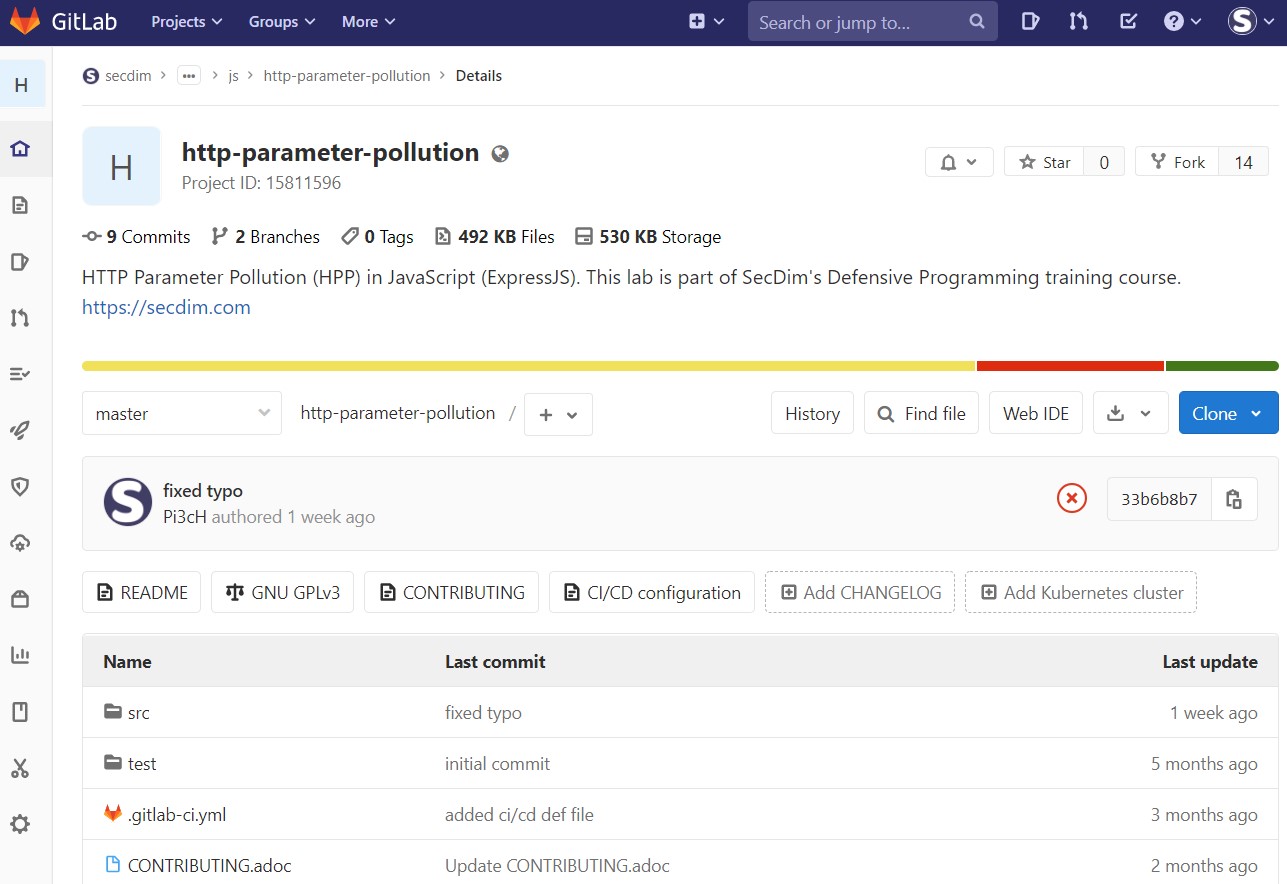 GitLab Projects Groups More Search or jump to...
secdim > ... > js > http-parameter-pollution > Details
H
H
http-parameter-pollution
Project ID: 15811596
Star 0 Fork 14
9 Commits 2 Branches 0 Tags 492 KB Files 530 KB Storage
HTTP Parameter Pollution (HPP) in JavaScript (ExpressJS). This lab is part of SecDim's Defensive Programming training course.
https://secdim.com
master http-parameter-pollution / + History Find file Web IDE Clone
fixed typo
Pi3cH authored 1 week ago
33b6b8b7
README GNU GPLv3 CONTRIBUTING CI/CD configuration Add CHANGELOG Add Kubernetes cluster
Name Last commit Last update
src fixed typo 1 week ago
test initial commit 5 months ago
.gitlab-ci.yml added ci/cd def file 3 months ago
CONTRIBUTING.adoc Update CONTRIBUTING.adoc 2 months ago